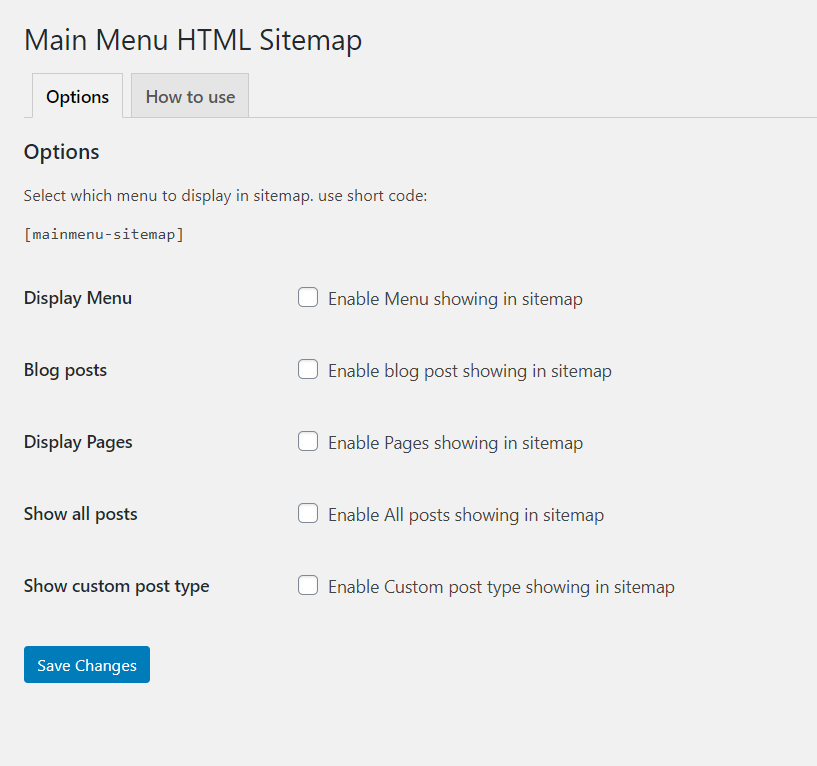 Main Menu HTML Sitemap
Options
How to use
Options
Select which menu to display in sitemap. use short code:
[mainmenu-sitemap]
Display Menu
Enable Menu showing in sitemap
Blog posts
Enable blog post showing in sitemap
Display Pages
Enable Pages showing in sitemap
Show all posts
Enable All posts showing in sitemap
Show custom post type
Enable Custom post type showing in sitemap
Save Changes